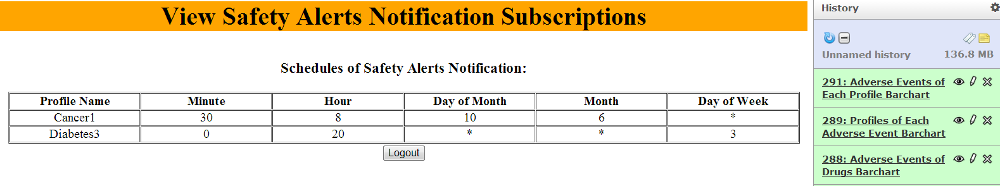 View Safety Alerts Notification Subscriptions
Schedules of Safety Alerts Notification:
Profile Name Minute Hour Day of Month Month Day of Week
Cancer1 30 8 10 6 *
Diabetes3 0 20 * * 3
Logout
History
Unnamed history 136.8 MB
291: Adverse Events of
Each Profile Barchart
289: Profiles of Each
Adverse Event Barchart
288: Adverse Events of
Drugs Barchart